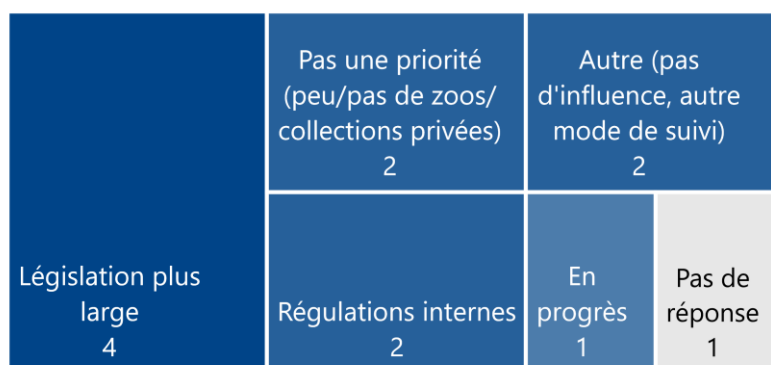 Législation plus
large
4
Pas une priorité
(peu/pas de zoos/
collections privées)
2
Autre (pas
d'influence, autre
mode de suivi)
2
Régulations internes
2
En
progrès
1
Pas de
réponse
1